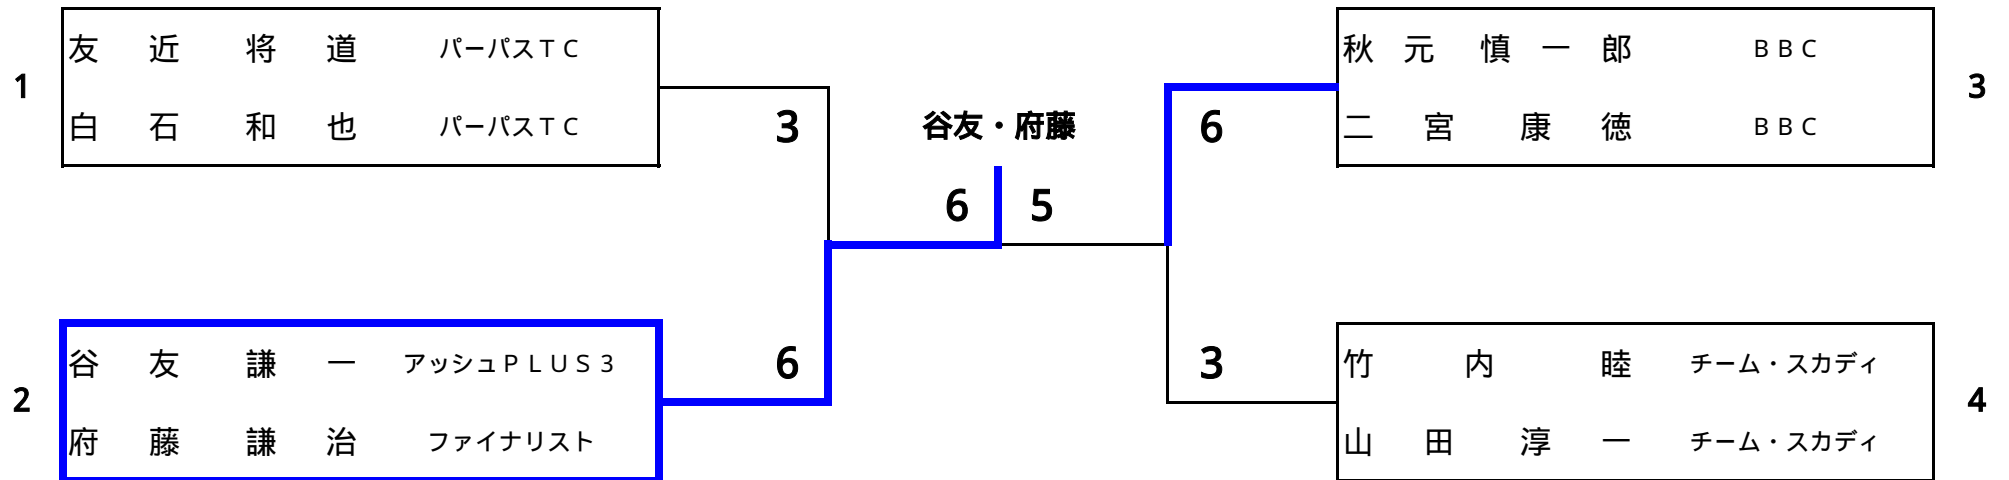 1
友近 将道 パーパスＴＣ
白石 和也 パーパスＴＣ
3
谷友・府藤
6
秋元 慎一郎 ＢＢＣ
二宮 康徳 ＢＢＣ
3
6 5
2
谷友 謙一 アッシュＰＬＵＳ３
府藤 謙治 ファイナリスト
6
3
竹内 睦 チーム・スカディ
山田 淳一 チーム・スカディ
4